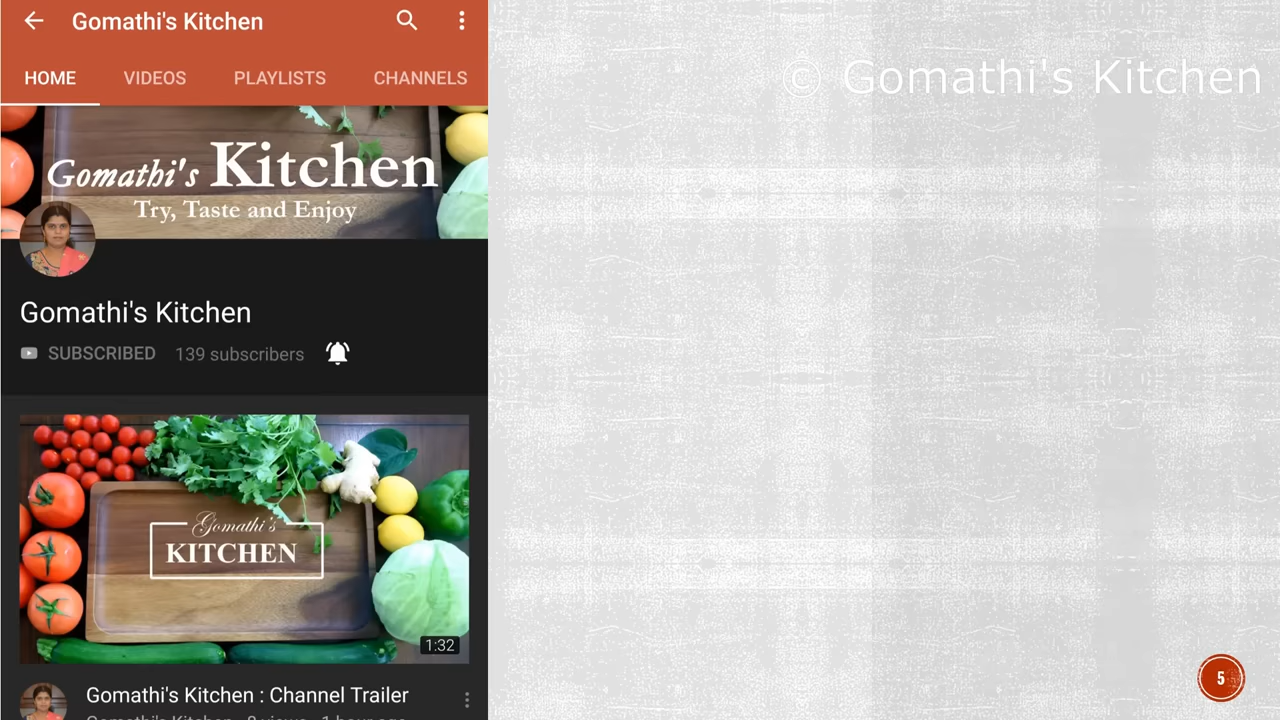 Gomathi's Kitchen
HOME VIDEOS PLAYLISTS CHANNELS
© Gomathi's Kitchen
Gomathi's Kitchen
Try, Taste and Enjoy
Gomathi's Kitchen
SUBSCRIBED 139 subscribers
Gomathi's
KITCHEN
1:32
Gomathi's Kitchen : Channel Trailer
5